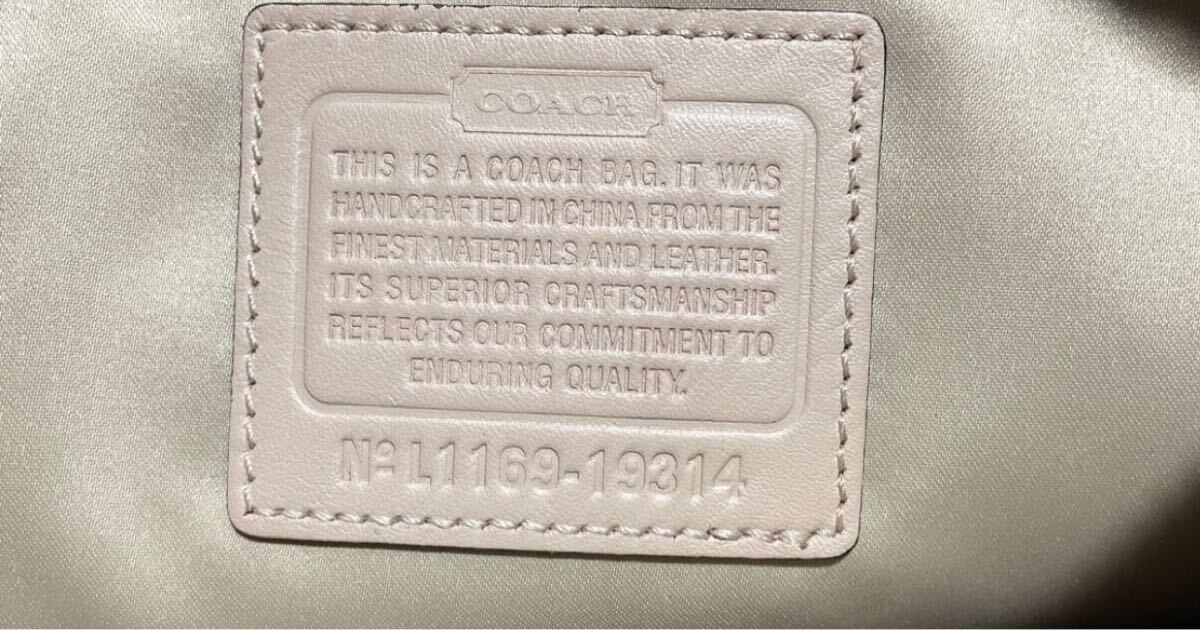 COACH
THIS IS A COACH BAG. IT WAS
HANDCRAFTED IN CHINA FROM THE
FINEST MATERIALS AND LEATHER.
ITS SUPERIOR CRAFTSMANSHIP
REFLECTS OUR COMMITMENT TO
ENDURING QUALITY.
Nº L1169-19314